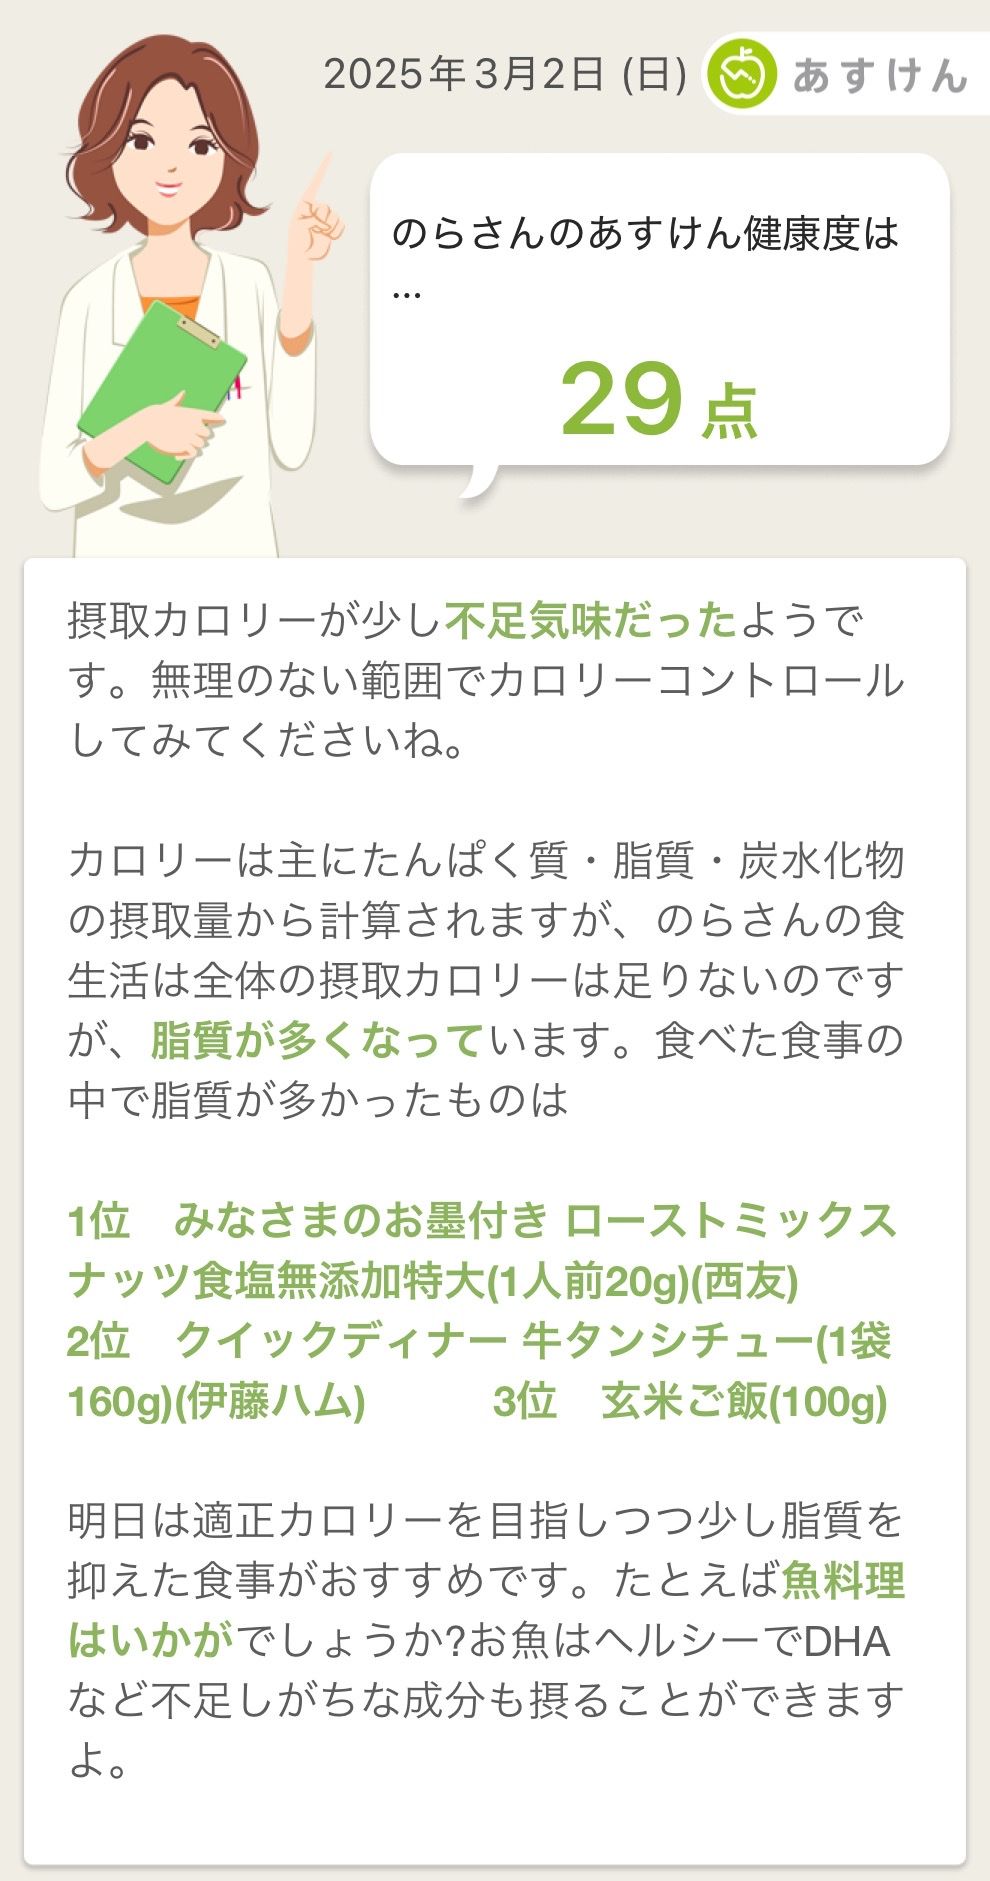 2025年3月2日 (日) あすけん
のらさんのあすけん健康度は
...
29点
摂取カロリーが少し不足気味だったようで
す。無理のない範囲でカロリーコントロール
してみてくださいね。
カロリーは主にたんぱく質・脂質・炭水化物
の摂取量から計算されますが、のらさんの食
生活は全体の摂取カロリーは足りないのです
が、脂質が多くなっています。食べた食事の
中で脂質が多かったものは
1位　みなさまのお墨付き ローストミックス
ナッツ食塩無添加特大(1人前20g)(西友)
2位　クイックディナー 牛タンシチュー(1袋
160g)(伊藤ハム)　　　3位　玄米ご飯(100g)
明日は適正カロリーを目指しつつ少し脂質を
抑えた食事がおすすめです。たとえば魚料理
はいかがでしょうか?お魚はヘルシーでDHA
など不足しがちな成分も摂ることができます
よ。